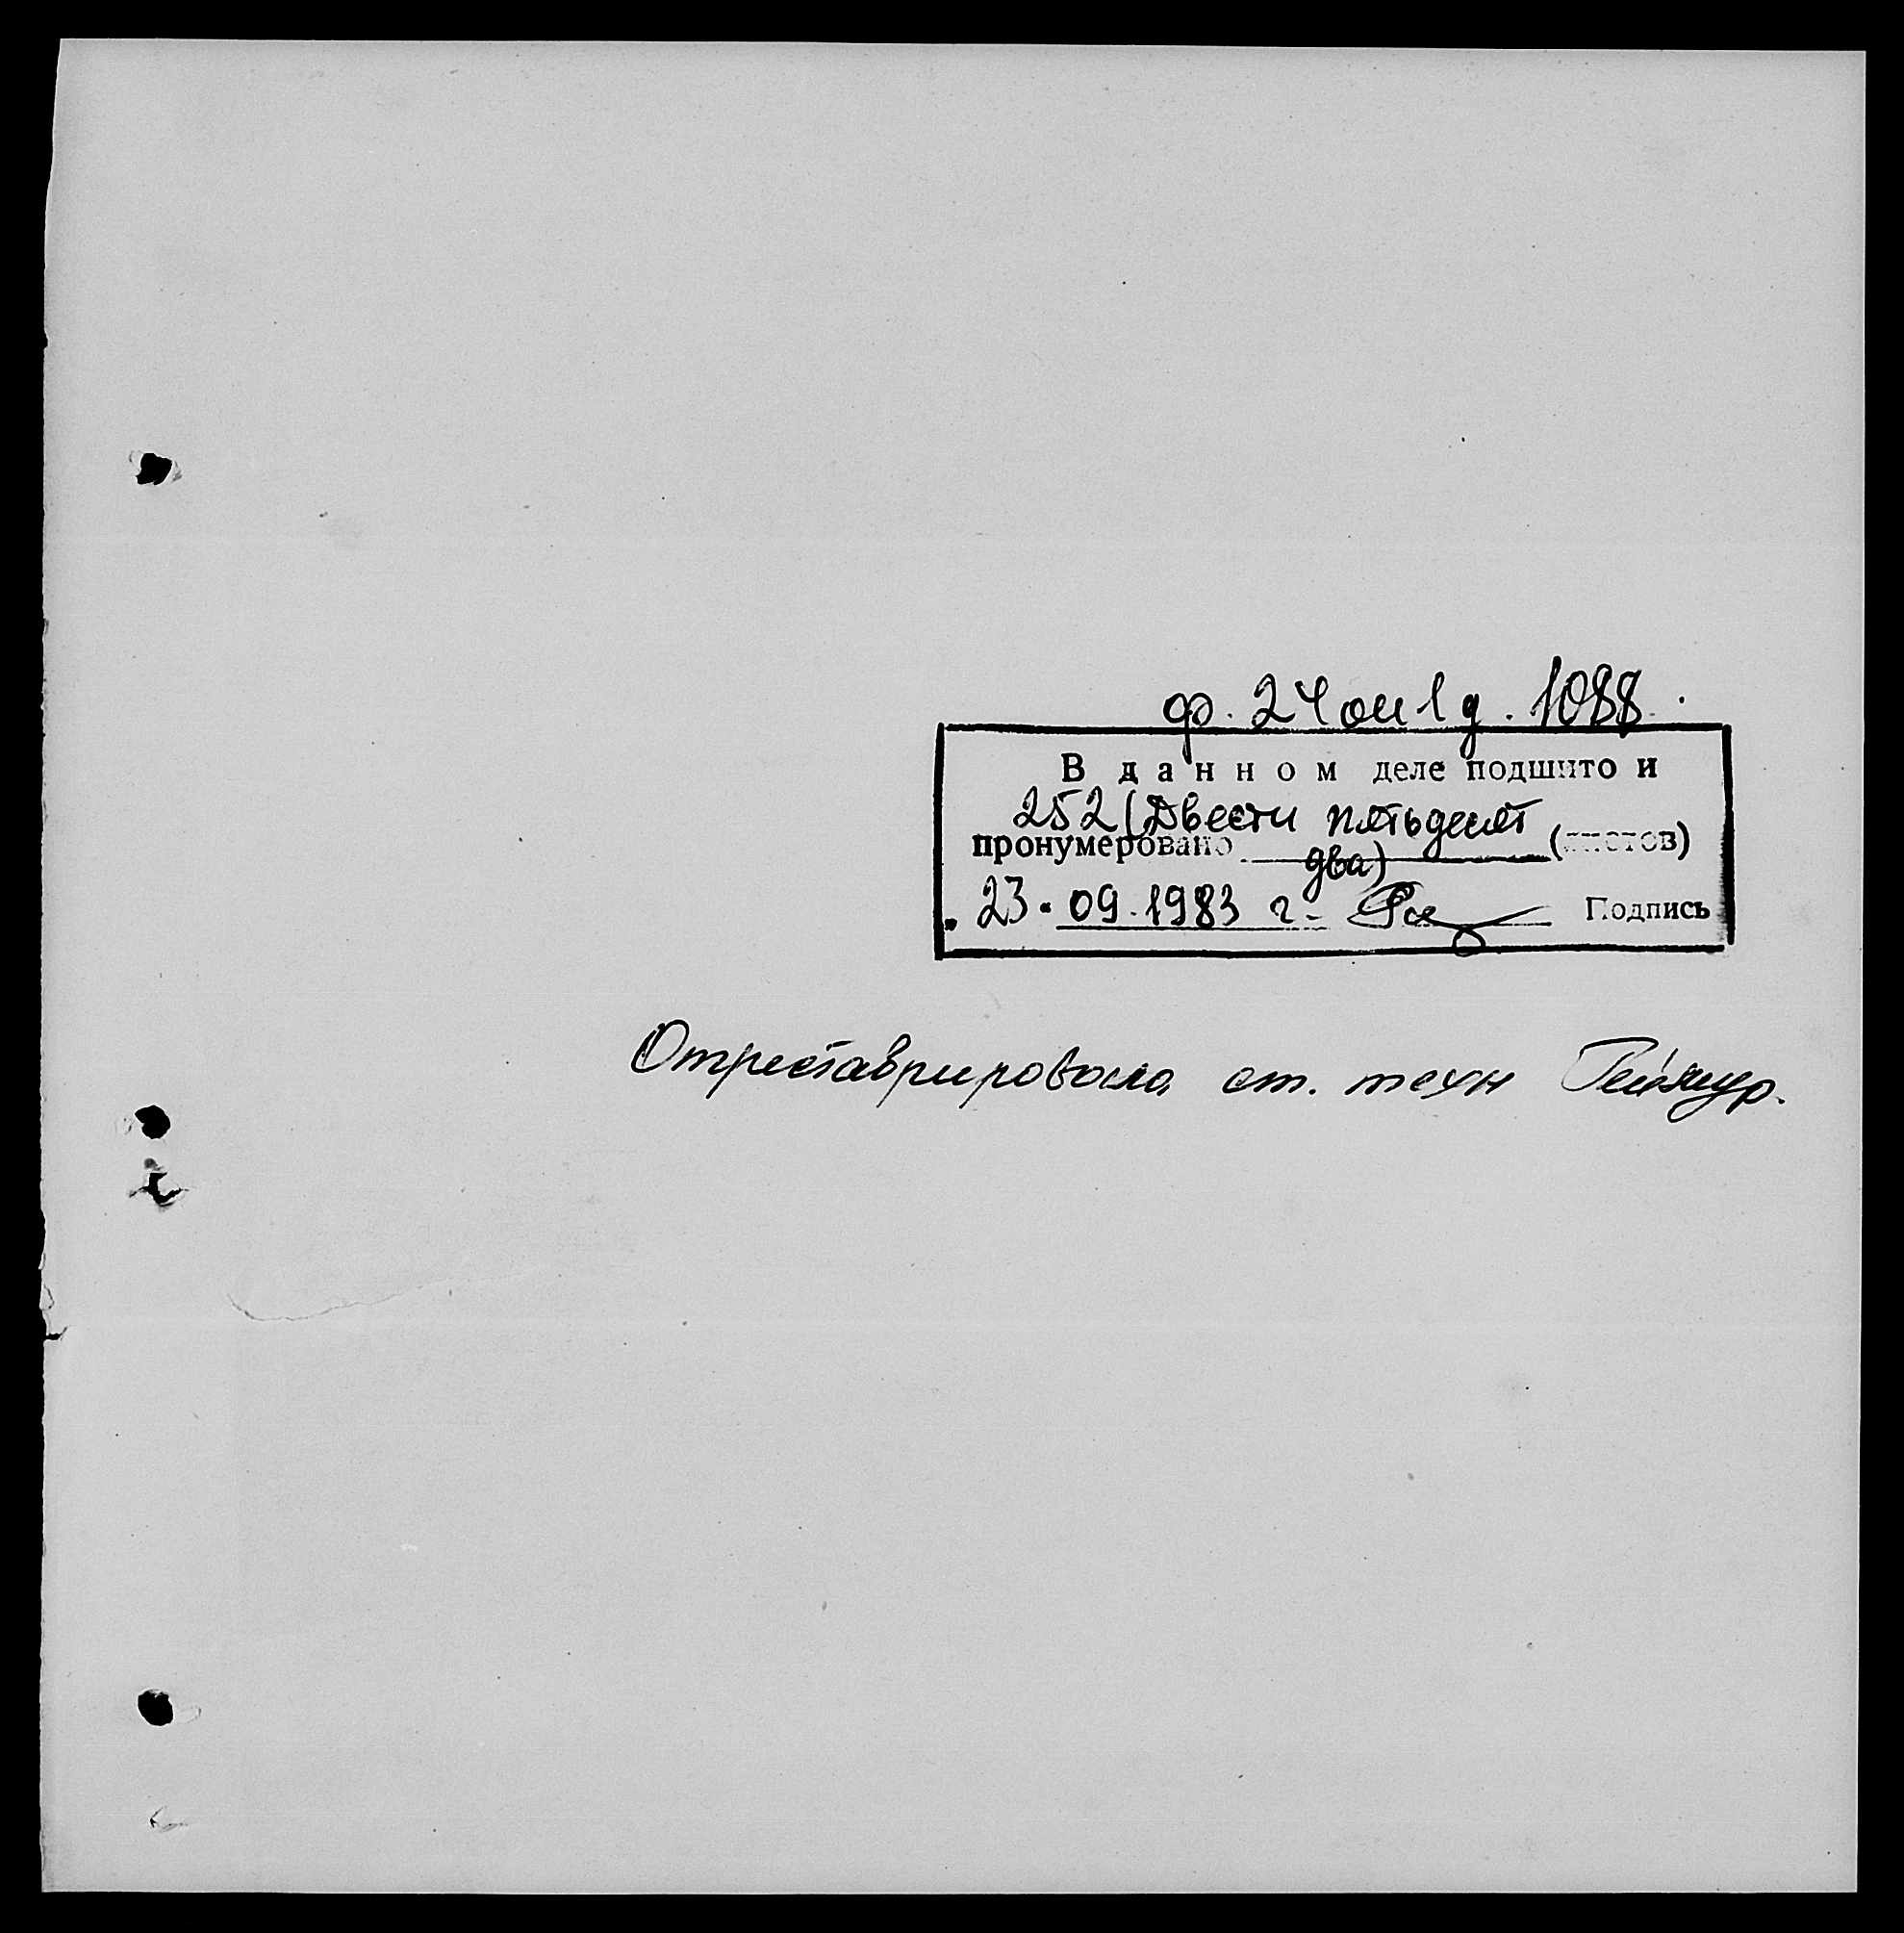 ф. 24 оп 1 д. 1088.
В данном деле подшито и
252 (Двести пятьдесят
пронумеровано (листов)
два)
„23“ 09.1983 г. Подпись
Отреставрировала ст. техн